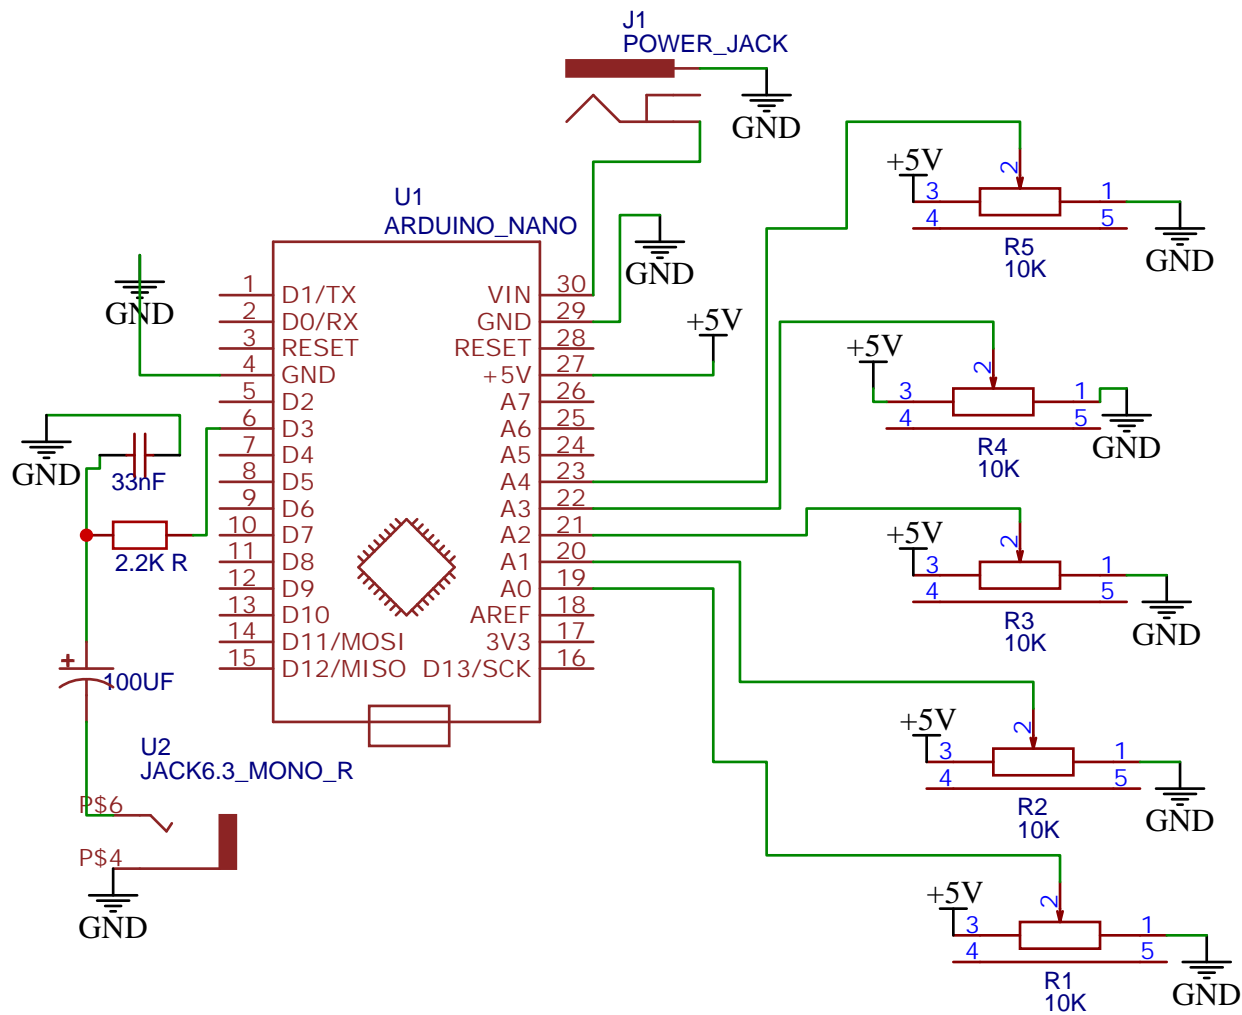 J1
POWER_JACK
GND
U1
ARDUINO_NANO
GND
GND
1 D1/TX VIN 30
2 D0/RX GND 29
3 RESET RESET 28
4 GND +5V 27
5 D2 A7 26
6 D3 A6 25
7 D4 A5 24
8 D5 A4 23
9 D6 A3 22
10 D7 A2 21
11 D8 A1 20
12 D9 A0 19
13 D10 AREF 18
14 D11/MOSI 3V3 17
15 D12/MISO D13/SCK 16
+5V
GND
33nF
2.2K R
+
100UF
U2
JACK6.3_MONO_R
P$6
P$4
GND
+5V
2
3 1
4 5
R5
10K
GND
+5V
2
3 1
4 5
R4
10K
GND
+5V
2
3 1
4 5
R3
10K
GND
+5V
2
3 1
4 5
R2
10K
GND
+5V
2
3 1
4 5
R1
10K
GND